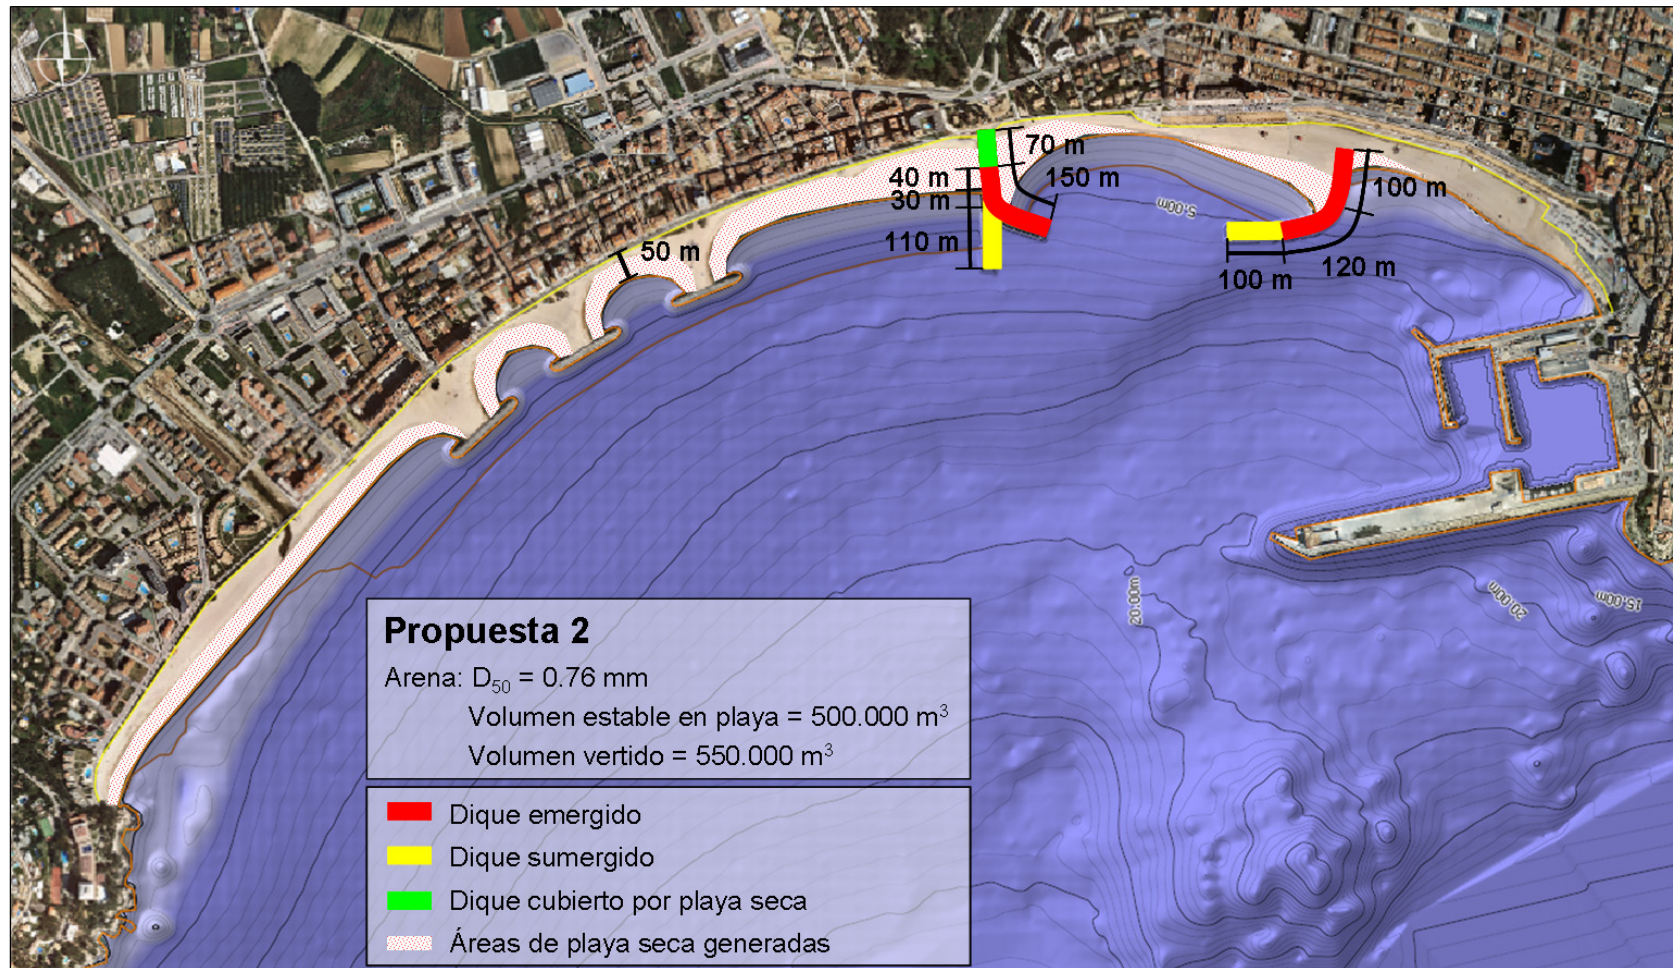 70 m
40 m
150 m
100 m
30 m
5.00m
110 m
50 m
120 m
100 m
20.00m
20.00m
15.00m
Propuesta 2
Arena: D₅₀ = 0.76 mm
Volumen estable en playa = 500.000 m³
Volumen vertido = 550.000 m³
Dique emergido
Dique sumergido
Dique cubierto por playa seca
Áreas de playa seca generadas